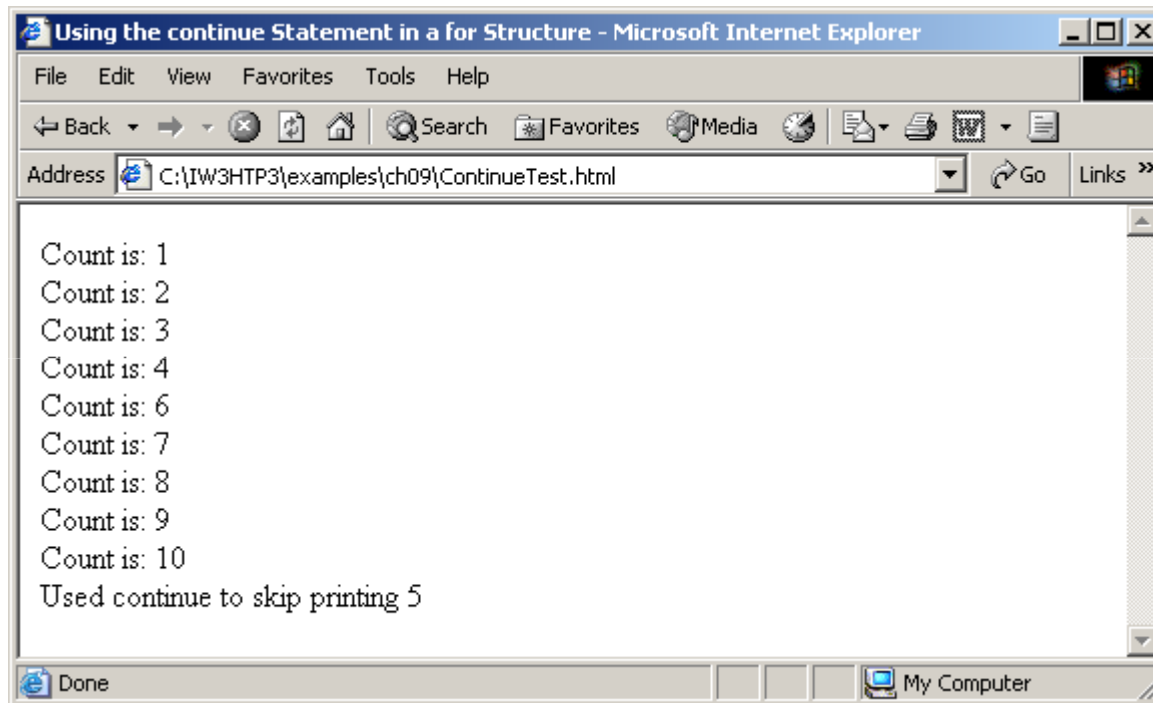 Using the continue Statement in a for Structure - Microsoft Internet Explorer
File Edit View Favorites Tools Help
Back Search Favorites Media W
Address C:\IW3HTP3\examples\ch09\ContinueTest.html Go Links »
Count is: 1
Count is: 2
Count is: 3
Count is: 4
Count is: 6
Count is: 7
Count is: 8
Count is: 9
Count is: 10
Used continue to skip printing 5
Done My Computer